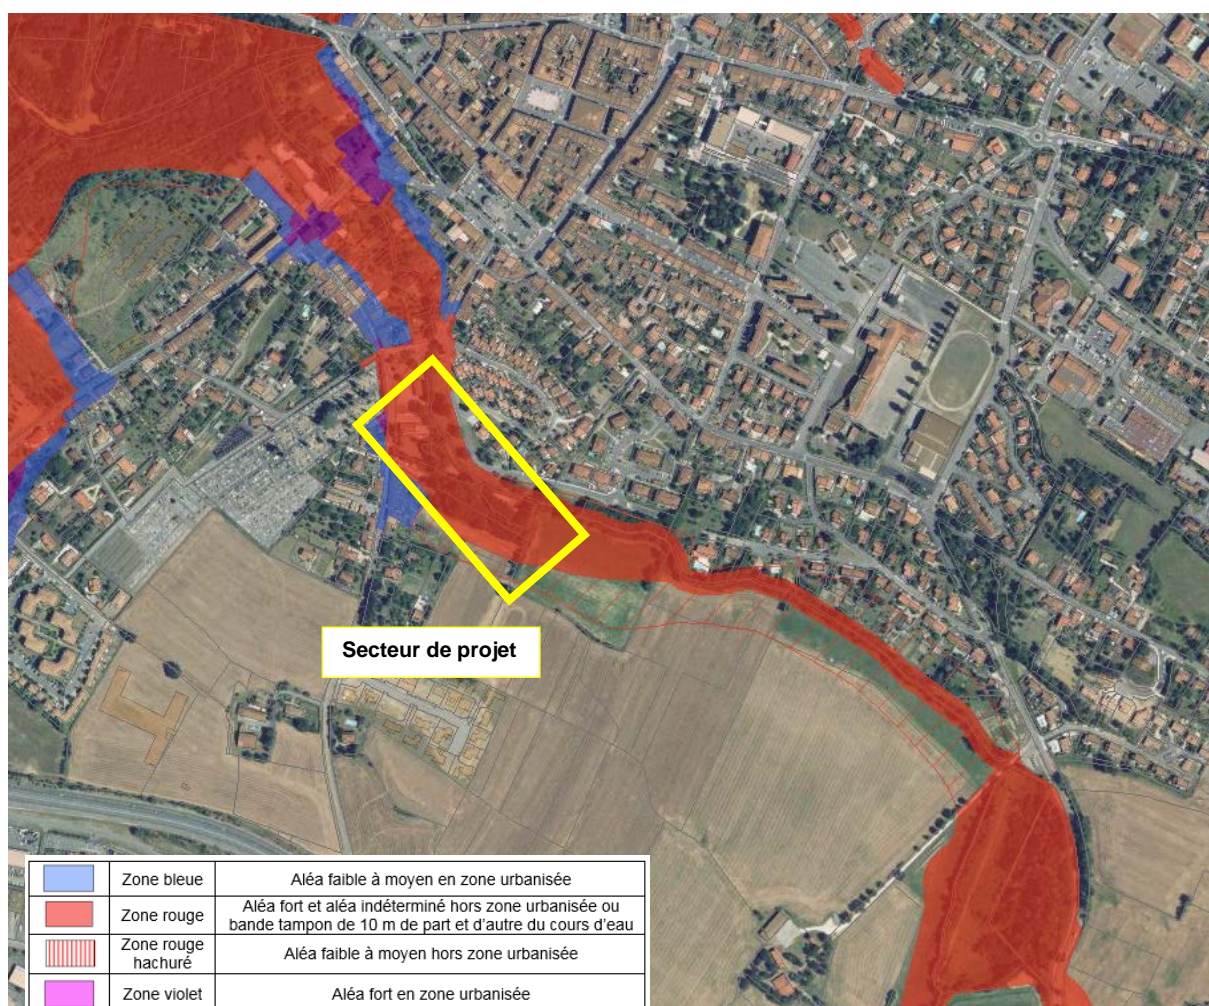 Secteur de projet
Zone bleue
Aléa faible à moyen en zone urbanisée
Zone rouge
Aléa fort et aléa indéterminé hors zone urbanisée ou
bande tampon de 10 m de part et d'autre du cours d'eau
Zone rouge
hachuré
Aléa faible à moyen hors zone urbanisée
Zone violet
Aléa fort en zone urbanisée